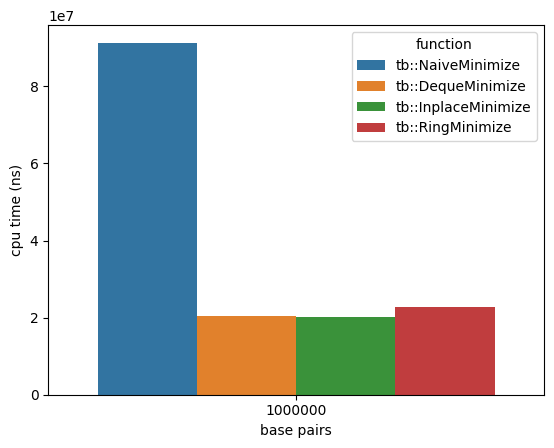 1e7
function
tb::NaiveMinimize
tb::DequeMinimize
tb::InplaceMinimize
tb::RingMinimize
8
6
4
2
0
cpu time (ns)
1000000
base pairs